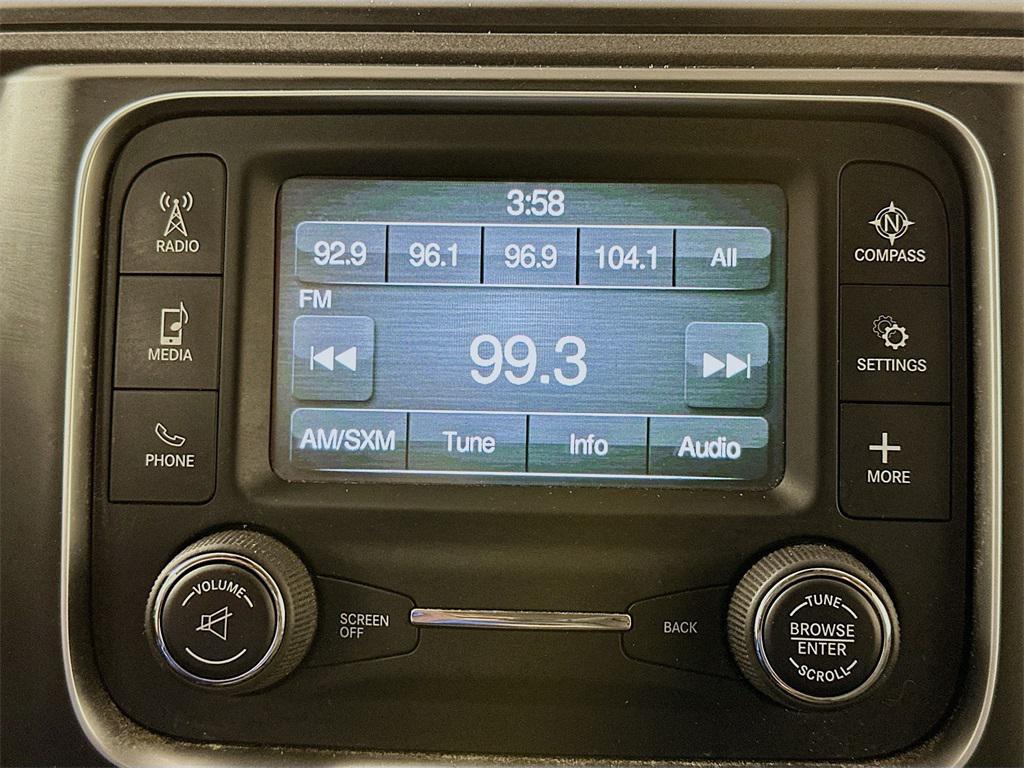 3:58
92.9 96.1 96.9 104.1 All
FM
99.3
AM/SXM Tune Info Audio
RADIO
MEDIA
PHONE
N
COMPASS
SETTINGS
MORE
VOLUME
SCREEN
OFF
BACK
TUNE
BROWSE
ENTER
SCROLL